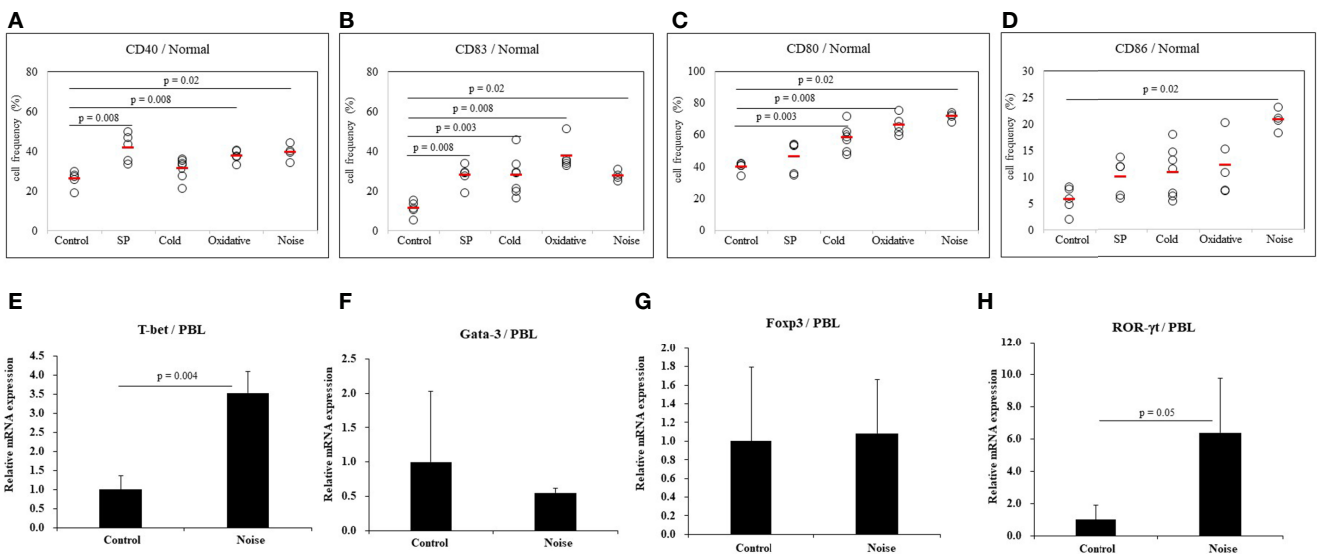 A
CD40 / Normal
cell frequency (%)
80
60
40
20
0
p = 0.02
p = 0.008
p = 0.008
Control SP Cold Oxidative Noise
B
CD83 / Normal
cell frequency (%)
80
60
40
20
0
p = 0.02
p = 0.008
p = 0.003
p = 0.008
Control SP Cold Oxidative Noise
C
CD80 / Normal
cell frequency (%)
100
80
60
40
20
0
p = 0.02
p = 0.008
p = 0.003
Control SP Cold Oxidative Noise
D
CD86 / Normal
cell frequency (%)
30
25
20
15
10
5
0
p = 0.02
Control SP Cold Oxidative Noise
E
T-bet / PBL
Relative mRNA expression
4.5
4.0
3.5
3.0
2.5
2.0
1.5
1.0
0.5
0.0
p = 0.004
Control Noise
F
Gata-3 / PBL
Relative mRNA expression
2.5
2.0
1.5
1.0
0.5
0.0
Control Noise
G
Foxp3 / PBL
Relative mRNA expression
2.0
1.8
1.6
1.4
1.2
1.0
0.8
0.6
0.4
0.2
0.0
Control Noise
H
ROR-γt / PBL
Relative mRNA expression
12.0
10.0
8.0
6.0
4.0
2.0
0.0
p = 0.05
Control Noise